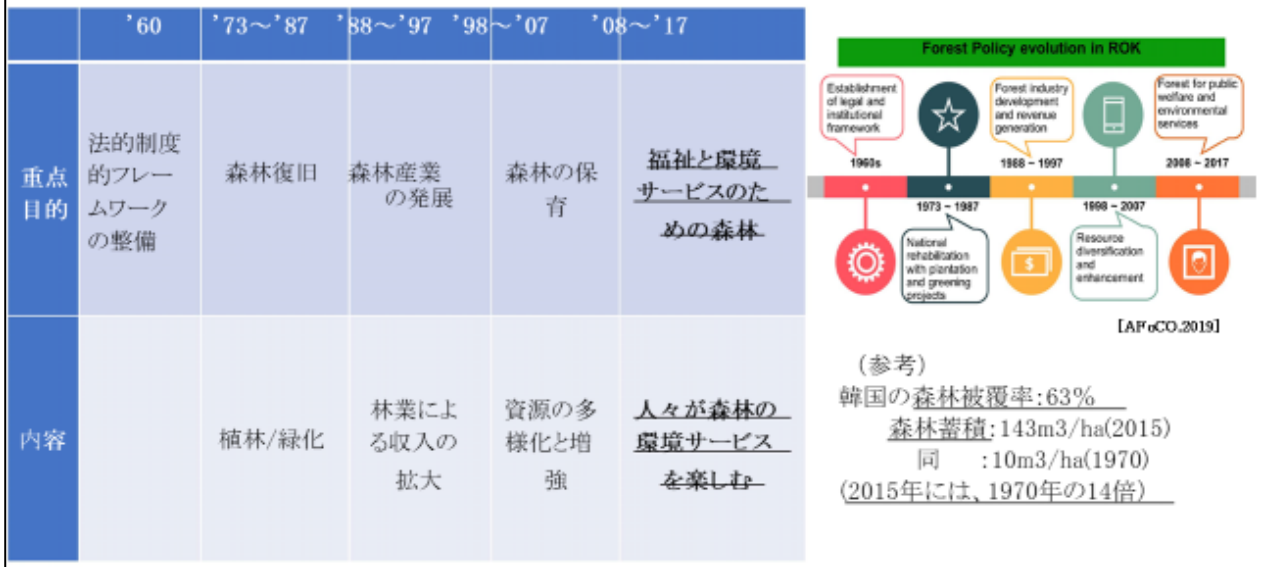 ’60 ’73～’87 ’88～’97 ’98～’07 ’08～’17
重点
目的
法的制度
的フレー
ムワーク
の整備
森林復旧
森林産業
の発展
森林の保
育
福祉と環境
サービスのた
めの森林
内容
植林/緑化
林業によ
る収入の
拡大
資源の多
様化と増
強
人々が森林の
環境サービス
を楽しむ
Forest Policy evolution in ROK
Establishment
of legal and
institutional
framework
Forest industry
development
and revenue
generation
Forest for public
welfare and
environmental
services
1960s
1988 ~ 1997
2008 ~ 2017
1973 ~ 1987
1998 ~ 2007
National
rehabilitation
with plantation
and greening
projects
$
Resource
diversification
and
enhancement
[AFoCO.2019]
（参考）
韓国の森林被覆率:63%
森林蓄積:143m3/ha(2015)
同 :10m3/ha(1970)
(2015年には、1970年の14倍）